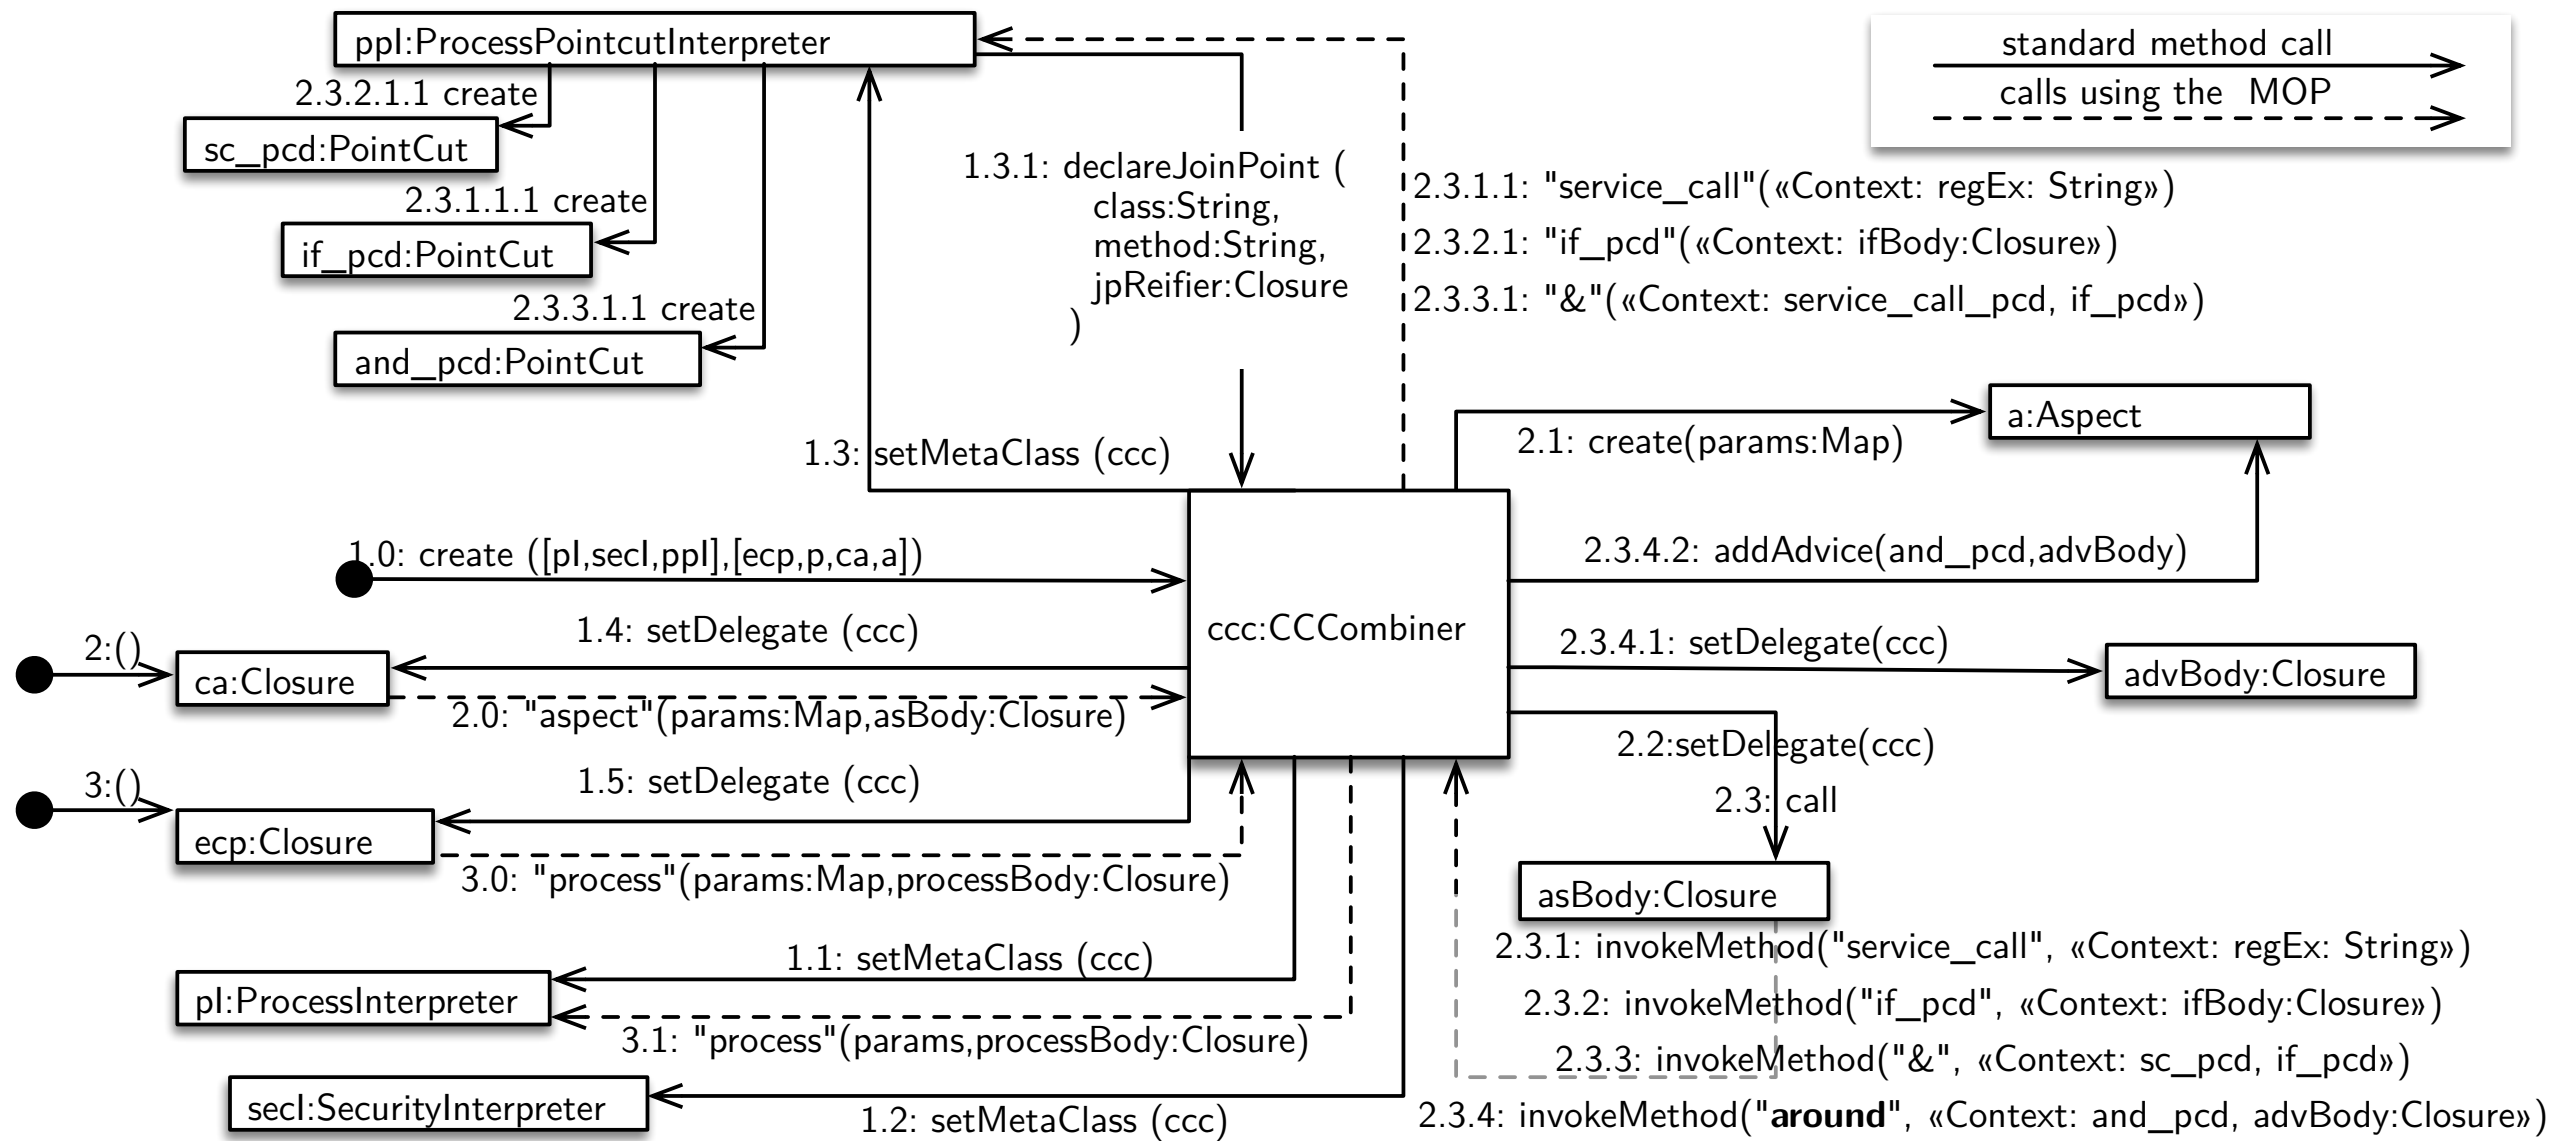 ppI:ProcessPointcutInterpreter
standard method call
calls using the MOP
2.3.2.1.1 create
sc_pcd:PointCut
2.3.1.1.1 create
if_pcd:PointCut
2.3.3.1.1 create
and_pcd:PointCut
1.3.1: declareJoinPoint (
class:String,
method:String,
jpReifier:Closure
)
2.3.1.1: "service_call"(«Context: regEx: String»)
2.3.2.1: "if_pcd"(«Context: ifBody:Closure»)
2.3.3.1: "&"(«Context: service_call_pcd, if_pcd»)
a:Aspect
2.1: create(params:Map)
1.3: setMetaClass (ccc)
1.0: create ([pI,secI,ppI],[ecp,p,ca,a])
2.3.4.2: addAdvice(and_pcd,advBody)
ccc:CCCombiner
1.4: setDelegate (ccc)
2.3.4.1: setDelegate(ccc)
2:()
ca:Closure
advBody:Closure
2.0: "aspect"(params:Map,asBody:Closure)
2.2:setDelegate(ccc)
1.5: setDelegate (ccc)
3:()
2.3: call
ecp:Closure
3.0: "process"(params:Map,processBody:Closure)
asBody:Closure
1.1: setMetaClass (ccc)
2.3.1: invokeMethod("service_call", «Context: regEx: String»)
pI:ProcessInterpreter
2.3.2: invokeMethod("if_pcd", «Context: ifBody:Closure»)
3.1: "process"(params,processBody:Closure)
2.3.3: invokeMethod("&", «Context: sc_pcd, if_pcd»)
secI:SecurityInterpreter
1.2: setMetaClass (ccc)
2.3.4: invokeMethod("around", «Context: and_pcd, advBody:Closure»)